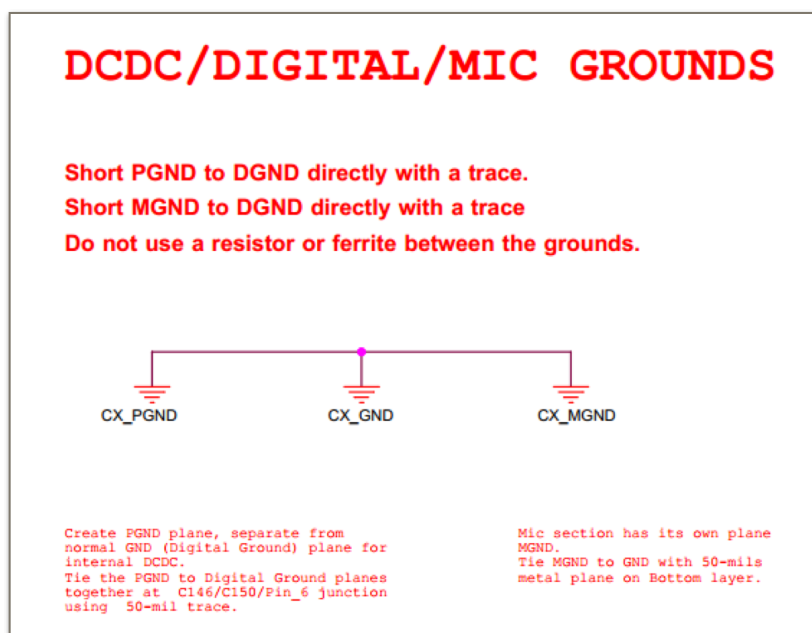 DCDC/DIGITAL/MIC GROUNDS
Short PGND to DGND directly with a trace.
Short MGND to DGND directly with a trace
Do not use a resistor or ferrite between the grounds.
CX_PGND
CX_GND
CX_MGND
Create PGND plane, separate from
normal GND (Digital Ground) plane for
internal DCDC.
Tie the PGND to Digital Ground planes
together at C146/C150/Pin_6 junction
using 50-mil trace.
Mic section has its own plane
MGND.
Tie MGND to GND with 50-mils
metal plane on Bottom layer.